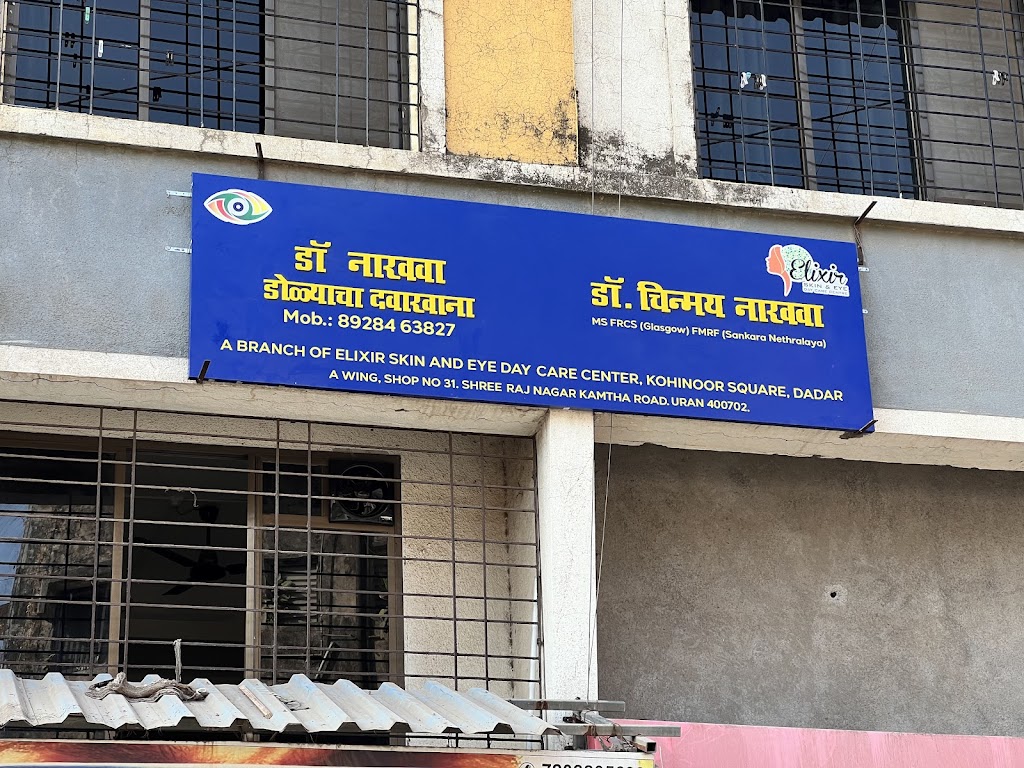 डॉ नाखवा
डोळ्याचा दवाखाना
Mob.: 89284 63827
Elixir
SKIN & EYE
डॉ. चिन्मय नाखवा
MS FRCS (Glasgow) FMRF (Sankara Nethralaya)
A BRANCH OF ELIXIR SKIN AND EYE DAY CARE CENTER, KOHINOOR SQUARE, DADAR
A WING, SHOP NO 31. SHREE RAJ NAGAR KAMTHA ROAD. URAN 400702.